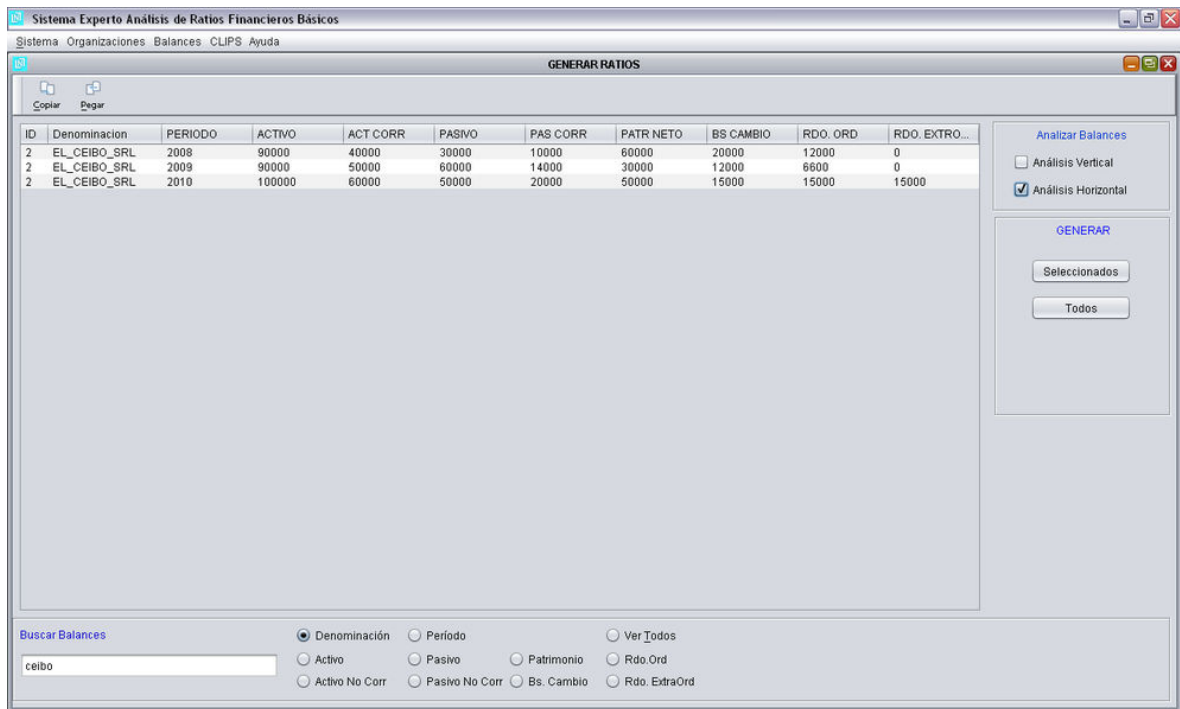 Sistema Experto Análisis de Ratios Financieros Básicos
Sistema Organizaciones Balances CLIPS Ayuda
GENERAR RATIOS
Copiar Pegar
ID Denominacion PERIODO ACTIVO ACT CORR PASIVO PAS CORR PATR NETO BS CAMBIO RDO. ORD RDO. EXTRO...
2 EL_CEIBO_SRL 2008 90000 40000 30000 10000 60000 20000 12000 0
2 EL_CEIBO_SRL 2009 90000 50000 60000 14000 30000 12000 6600 0
2 EL_CEIBO_SRL 2010 100000 60000 50000 20000 50000 15000 15000 15000
Analizar Balances
Análisis Vertical
Análisis Horizontal
GENERAR
Seleccionados
Todos
Buscar Balances
ceibo
Denominación Período Ver Todos
Activo Pasivo Patrimonio Rdo.Ord
Activo No Corr Pasivo No Corr Bs. Cambio Rdo. ExtraOrd